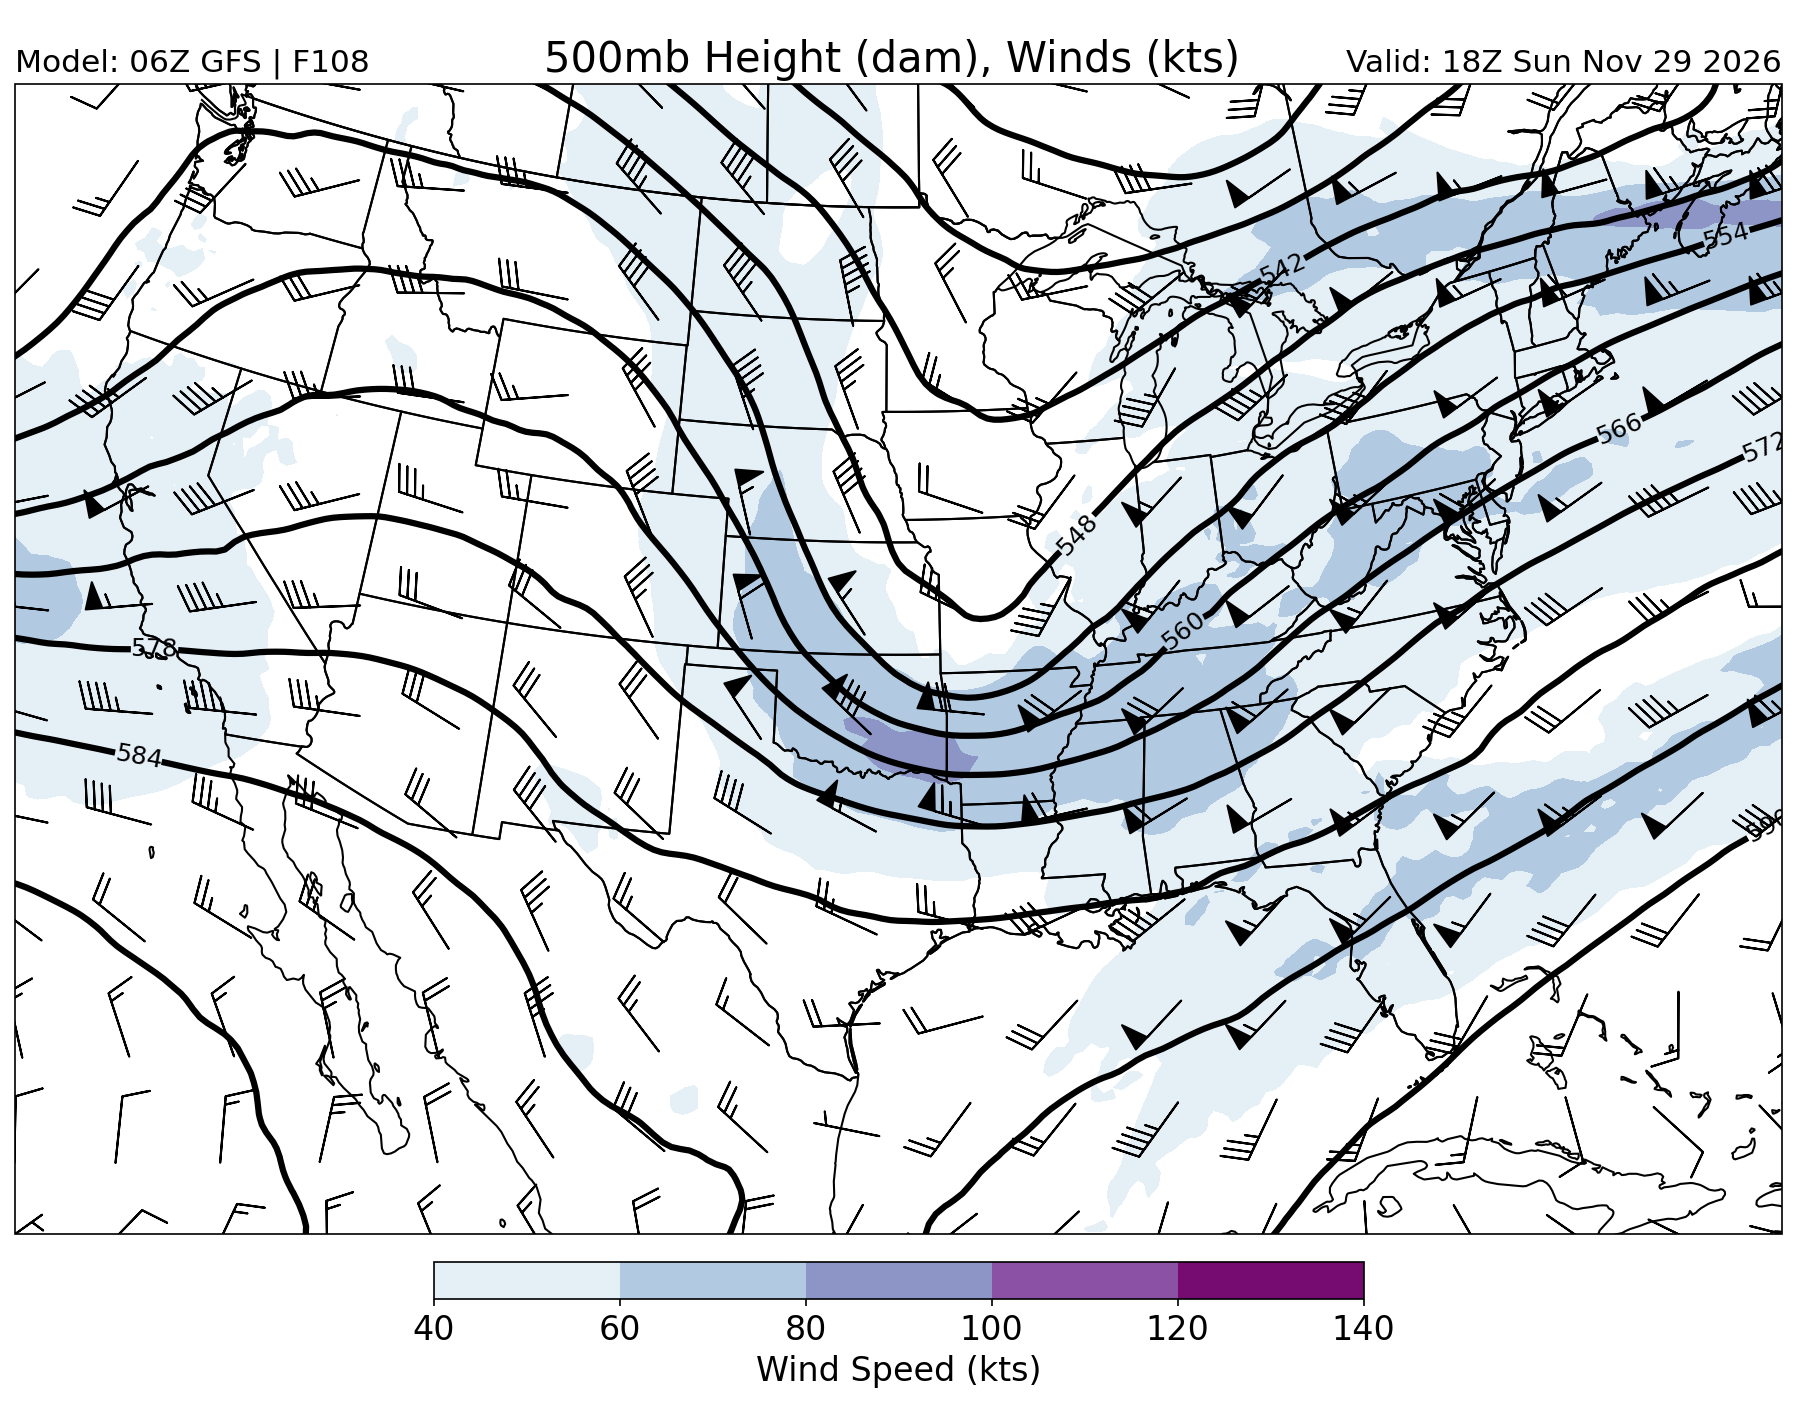 Model: 06Z GFS | F108
500mb Height (dam), Winds (kts)
Valid: 18Z Sun Nov 29 2026
542
554
566
572
548
560
578
584
590
40 60 80 100 120 140
Wind Speed (kts)